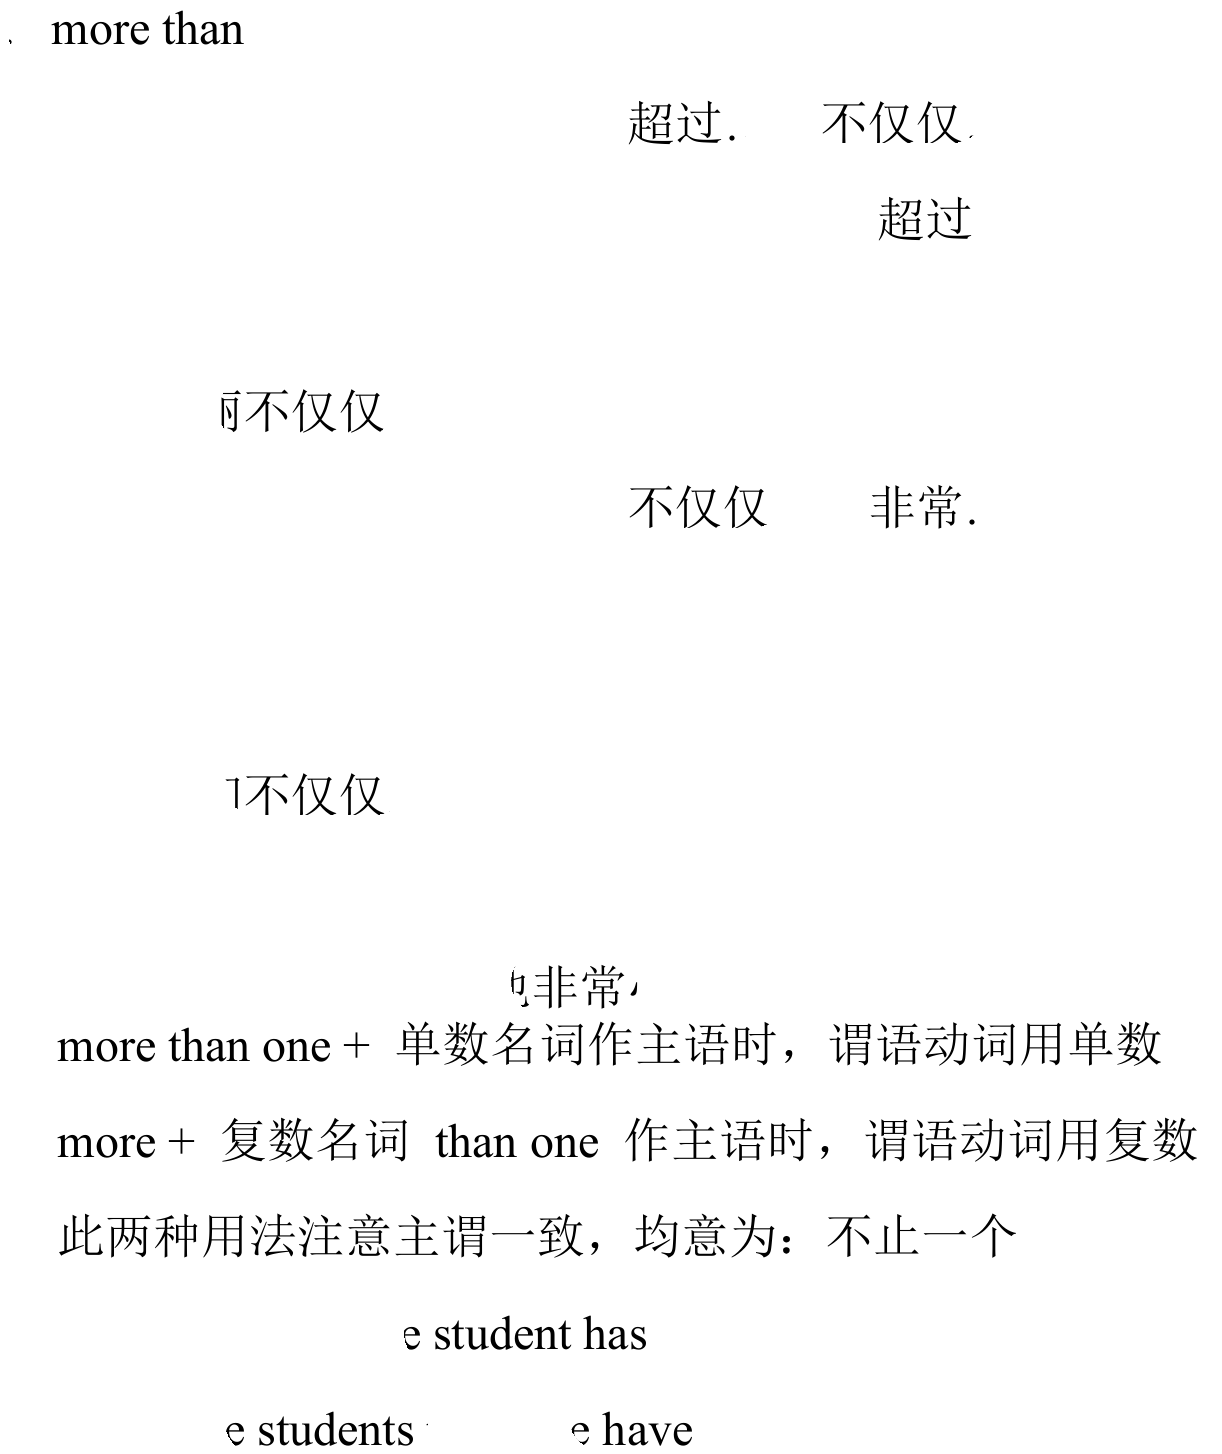 more than
超过. 不仅仅
超过
不仅仅
不仅仅 非常.
不仅仅
非常
more than one + 单数名词作主语时，谓语动词用单数
more + 复数名词 than one 作主语时，谓语动词用复数
此两种用法注意主谓一致，均意为：不止一个
student has
students have